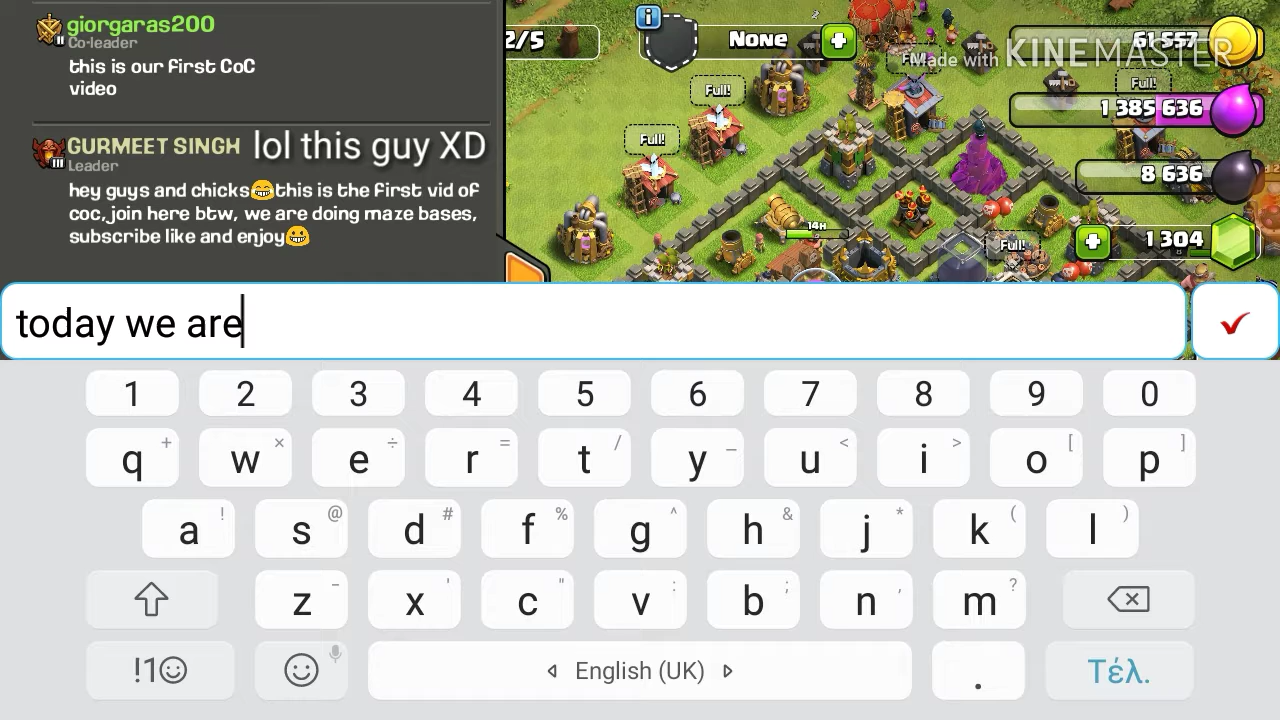 giorgaras200
Co-leader
this is our first CoC
video
GURMEET SINGH
lol this guy XD
Leader
hey guys and chicks😂this is the first vid of
coc,join here btw, we are doing maze bases,
subscribe like and enjoy😀
2/5
None
61 557
Made with KINEMASTER
1 385 636
8 636
1 304
Full!
Full!
Full!
Full!
14H
today we are
1 2 3 4 5 6 7 8 9 0
q + w × e ÷ r = t / y _ u < i > o [ p ]
a ! s @ d # f % g ^ h & j * k ( l )
z - x ' c " v : b ; n , m ?
!1☺ English (UK) . Τέλ.